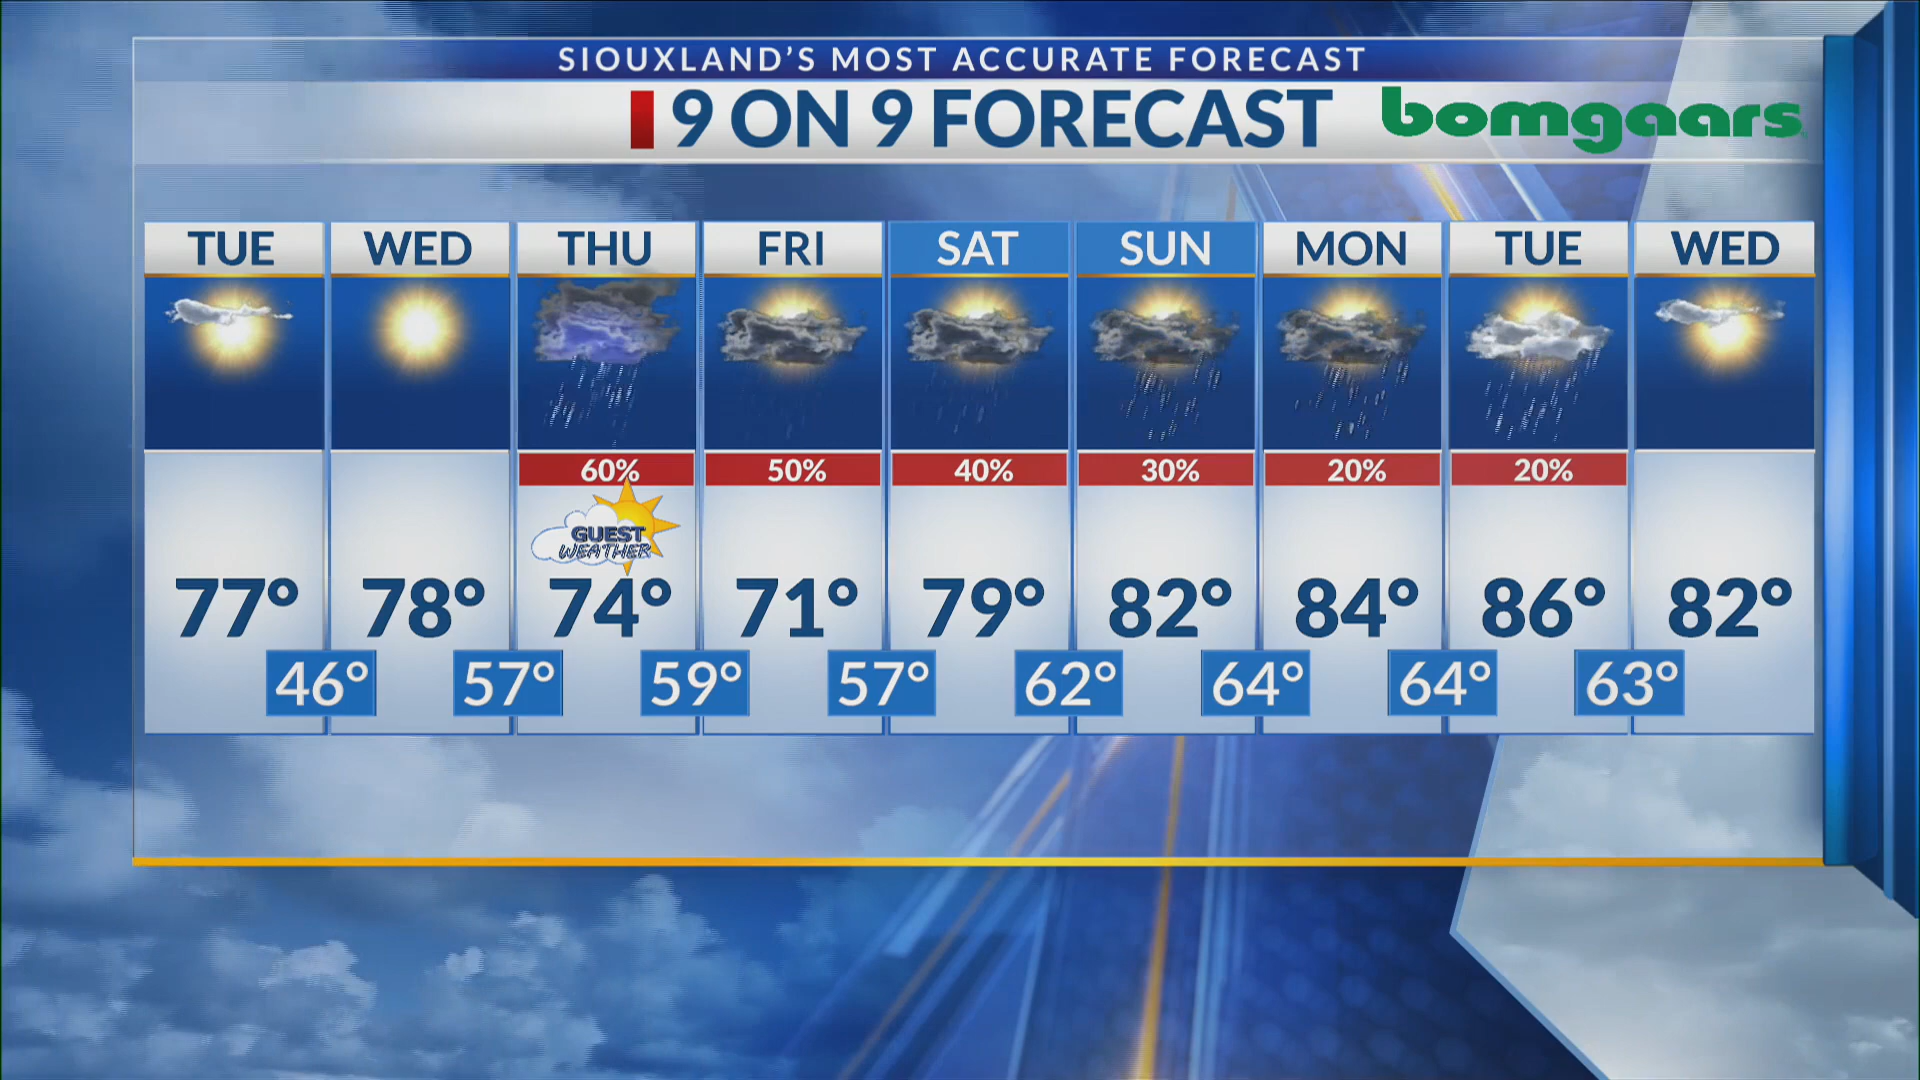 SIOUXLAND'S MOST ACCURATE FORECAST
9 ON 9 FORECAST bomgaars
TUE WED THU FRI SAT SUN MON TUE WED
60% 50% 40% 30% 20% 20%
GUEST
WEATHER
77° 78° 74° 71° 79° 82° 84° 86° 82°
46° 57° 59° 57° 62° 64° 64° 63°